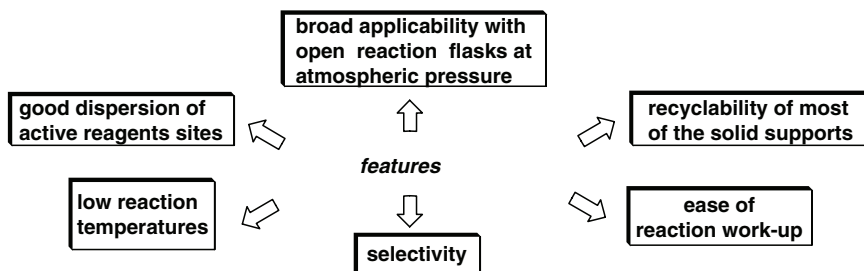 broad applicability with
open reaction flasks at
atmospheric pressure
good dispersion of
active reagents sites
recyclability of most
of the solid supports
features
low reaction
temperatures
ease of
reaction work-up
selectivity